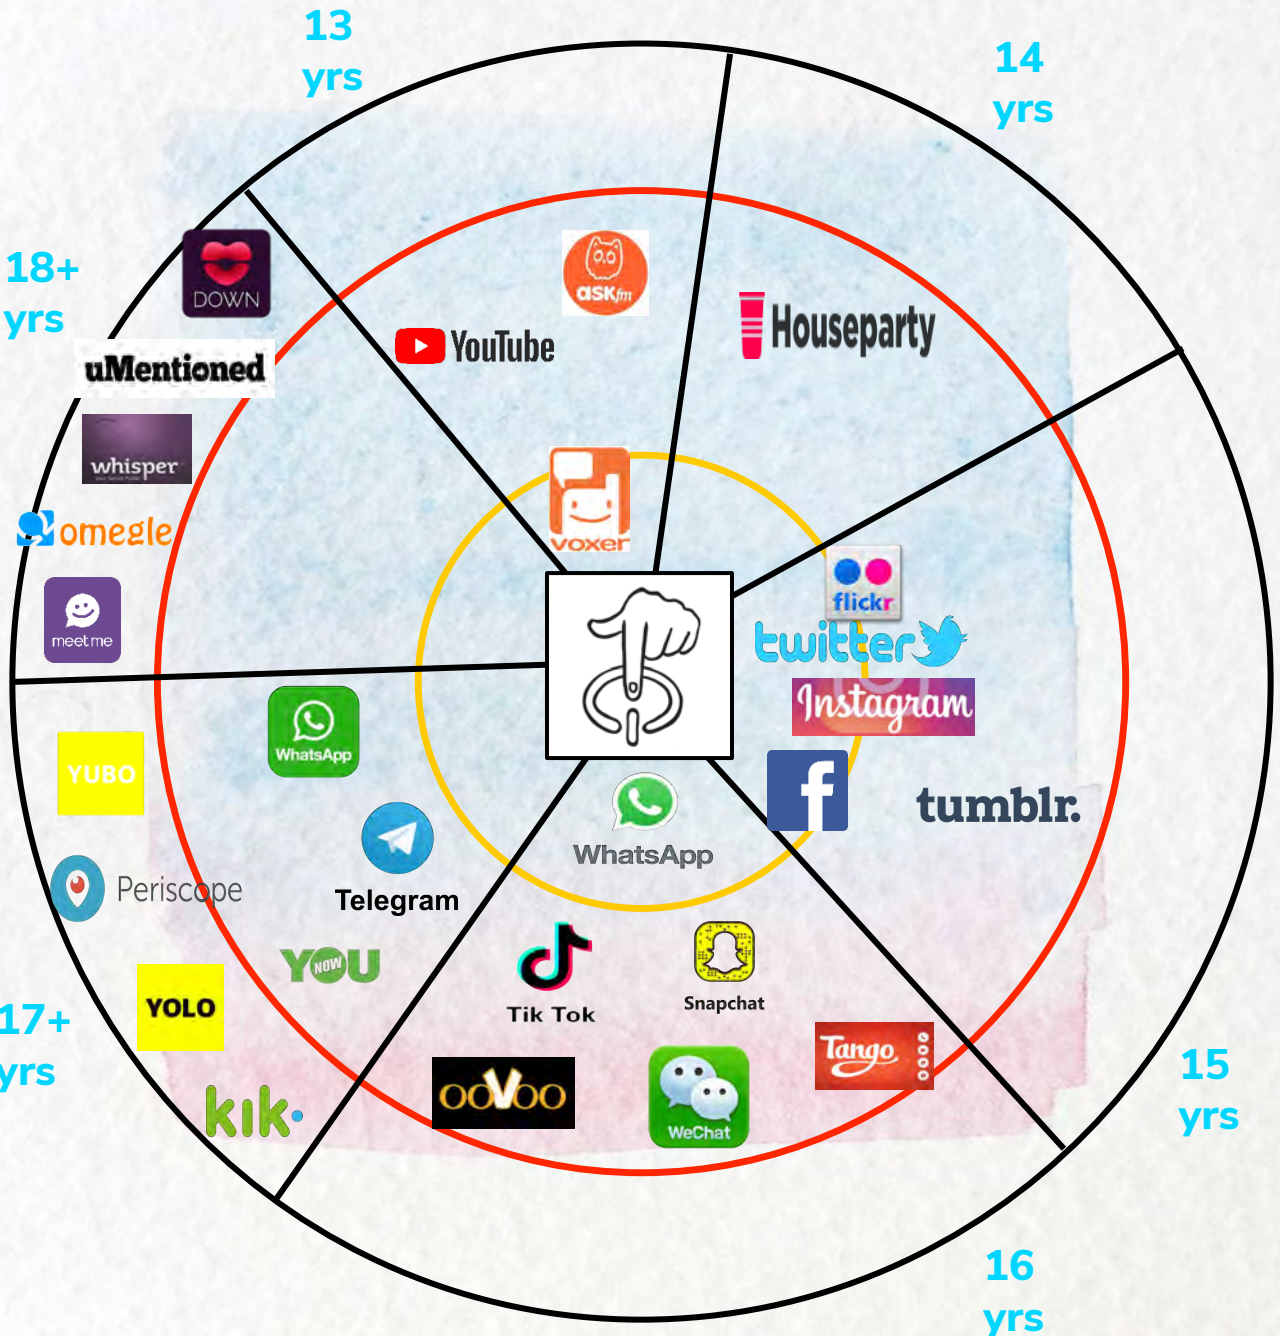 13
yrs
14
yrs
18+
yrs
DOWN
ASKfm
YouTube
Houseparty
uMentioned
whisper
omegle
meet me
voxer
flickr
twitter
Instagram
WhatsApp
YUBO
f
tumblr.
WhatsApp
Periscope
Telegram
YOU
NOW
Tik Tok
Snapchat
YOLO
17+
yrs
Tango
ooVoo
WeChat
kik
15
yrs
16
yrs